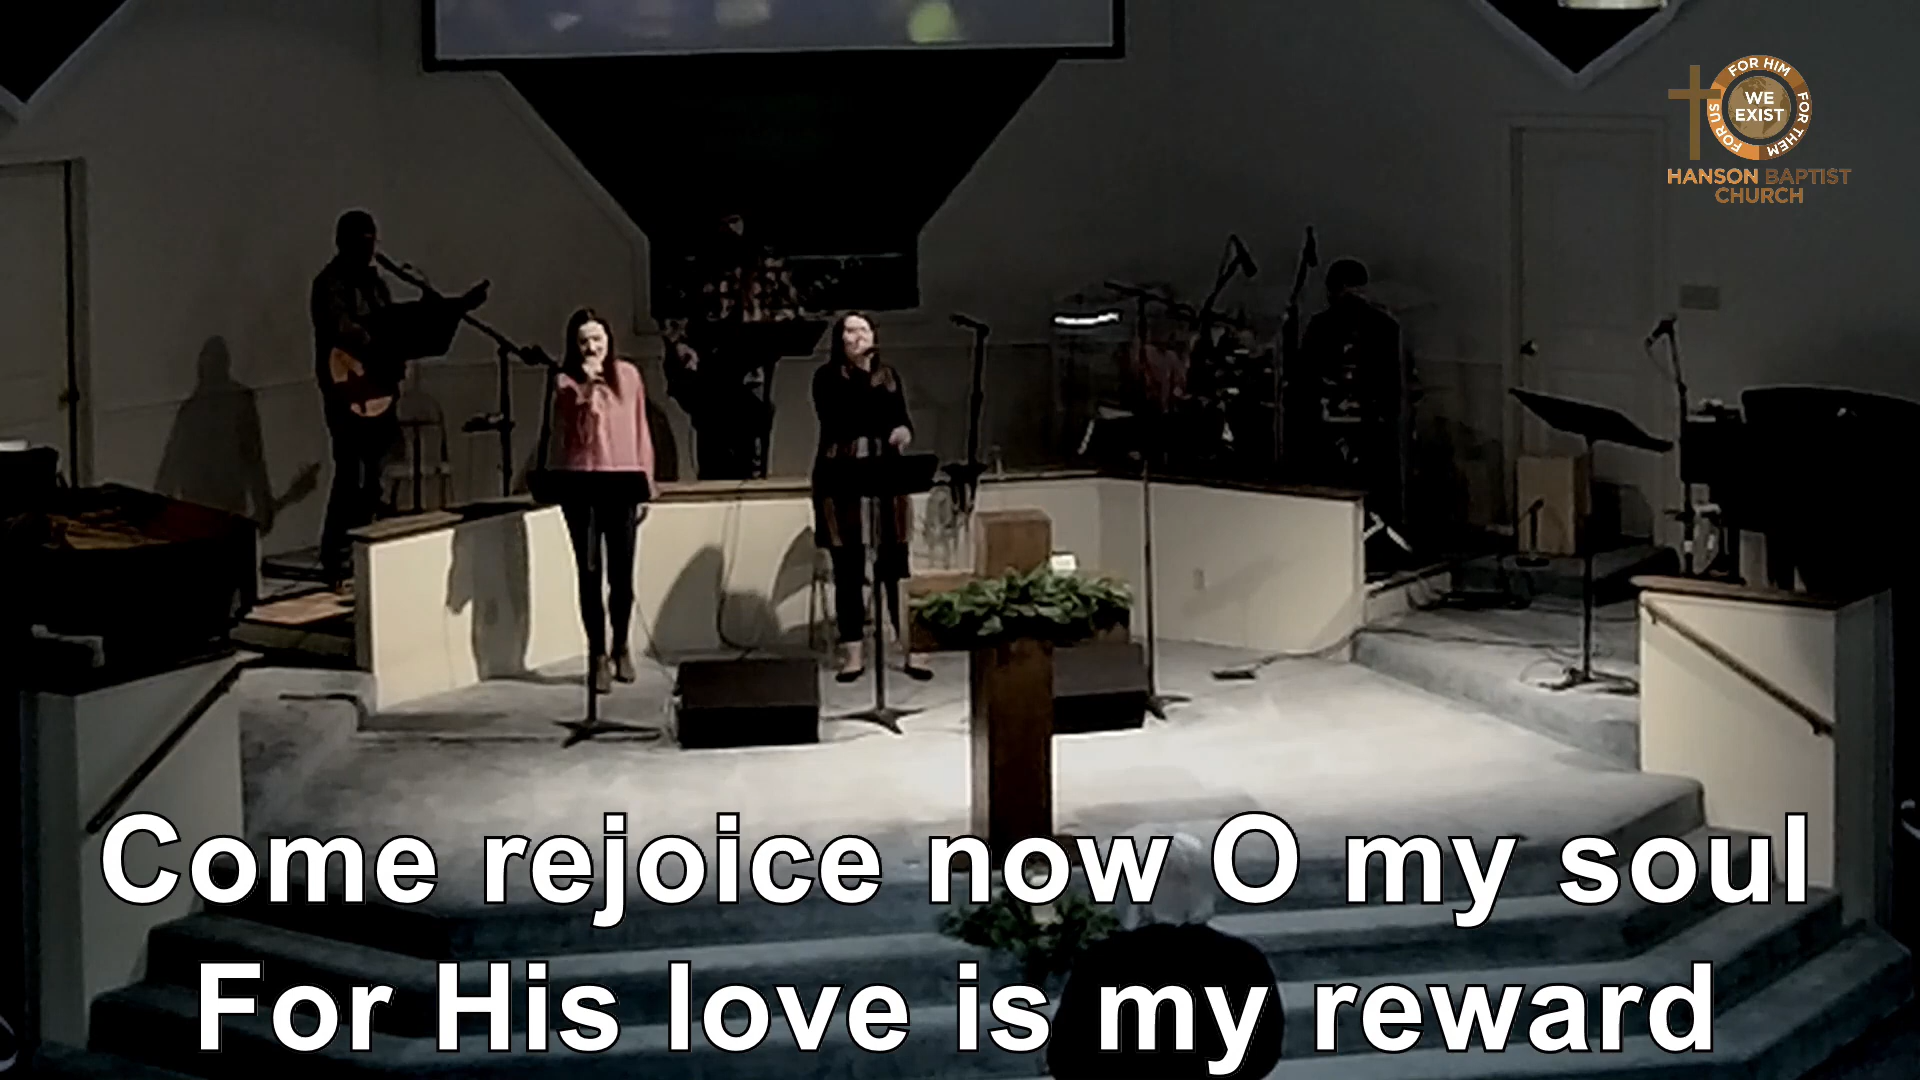 FOR HIM
FOR THEM
FOR US
WE
EXIST
HANSON BAPTIST
CHURCH
Come rejoice now O my soul
For His love is my reward